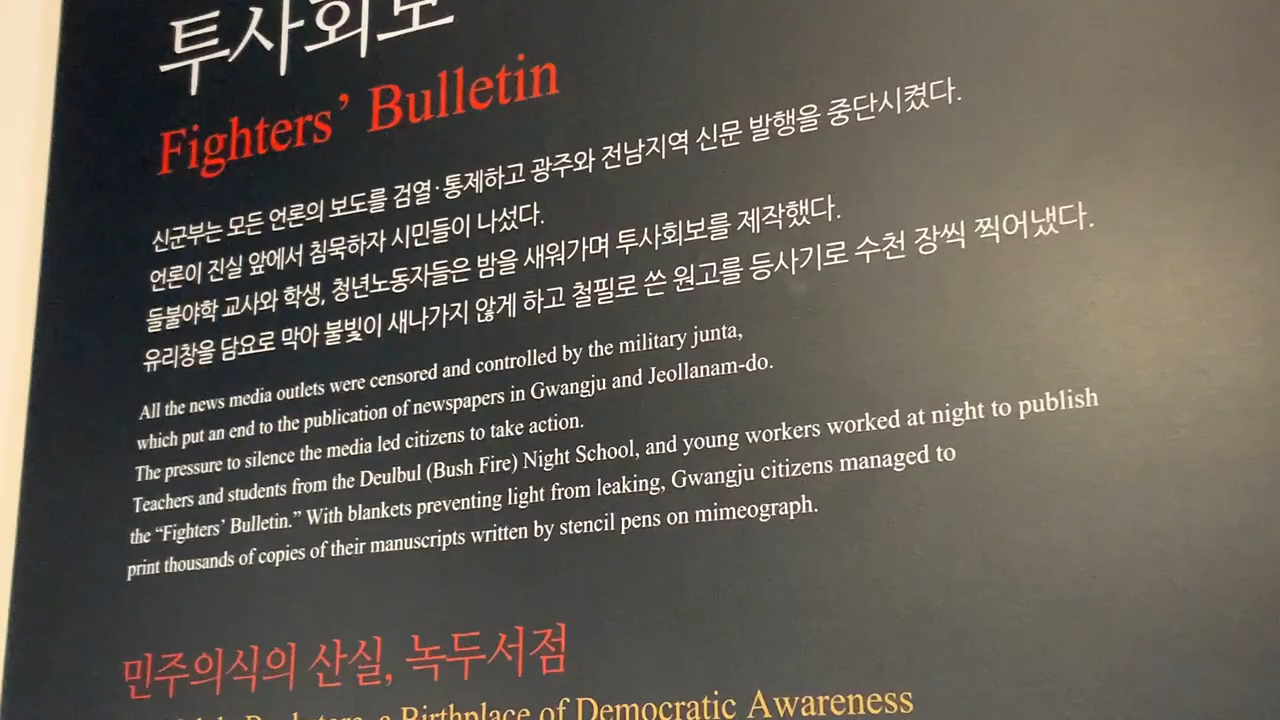 투사회보
Fighters’ Bulletin
신군부는 모든 언론의 보도를 검열·통제하고 광주와 전남지역 신문 발행을 중단시켰다.
언론이 진실 앞에서 침묵하자 시민들이 나섰다.
들불야학 교사와 학생, 청년노동자들은 밤을 새워가며 투사회보를 제작했다.
유리창을 담요로 막아 불빛이 새나가지 않게 하고 철필로 쓴 원고를 등사기로 수천 장씩 찍어냈다.
All the news media outlets were censored and controlled by the military junta,
which put an end to the publication of newspapers in Gwangju and Jeollanam-do.
The pressure to silence the media led citizens to take action.
Teachers and students from the Deulbul (Bush Fire) Night School, and young workers worked at night to publish
the “Fighters’ Bulletin.” With blankets preventing light from leaking, Gwangju citizens managed to
print thousands of copies of their manuscripts written by stencil pens on mimeograph.
민주의식의 산실, 녹두서점
a Birthplace of Democratic Awareness